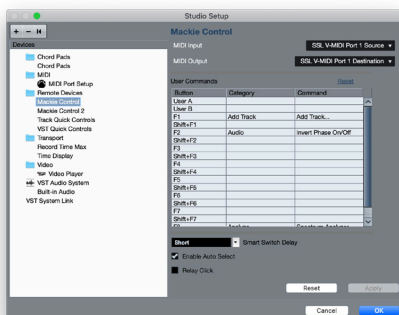 Studio Setup
Devices
Chord Pads
Chord Pads
MIDI
MIDI Port Setup
Remote Devices
Mackie Control
Mackie Control 2
Track Quick Controls
VST Quick Controls
Transport
Record Time Max
Time Display
Video
Video Player
VST Audio System
Built-in Audio
VST System Link
Mackie Control
MIDI Input SSL V-MIDI Port 1 Source
MIDI Output SSL V-MIDI Port 1 Destination
User Commands Reset
Button Category Command
User A
User B
F1 Add Track Add Track...
Shift+F1
F2 Audio Invert Phase On/Off
Shift+F2
F3
Shift+F3
F4
Shift+F4
F5
Shift+F5
F6
Shift+F6
F7
Shift+F7
Short Smart Switch Delay
Enable Auto Select
Relay Click
Reset Apply
Cancel OK